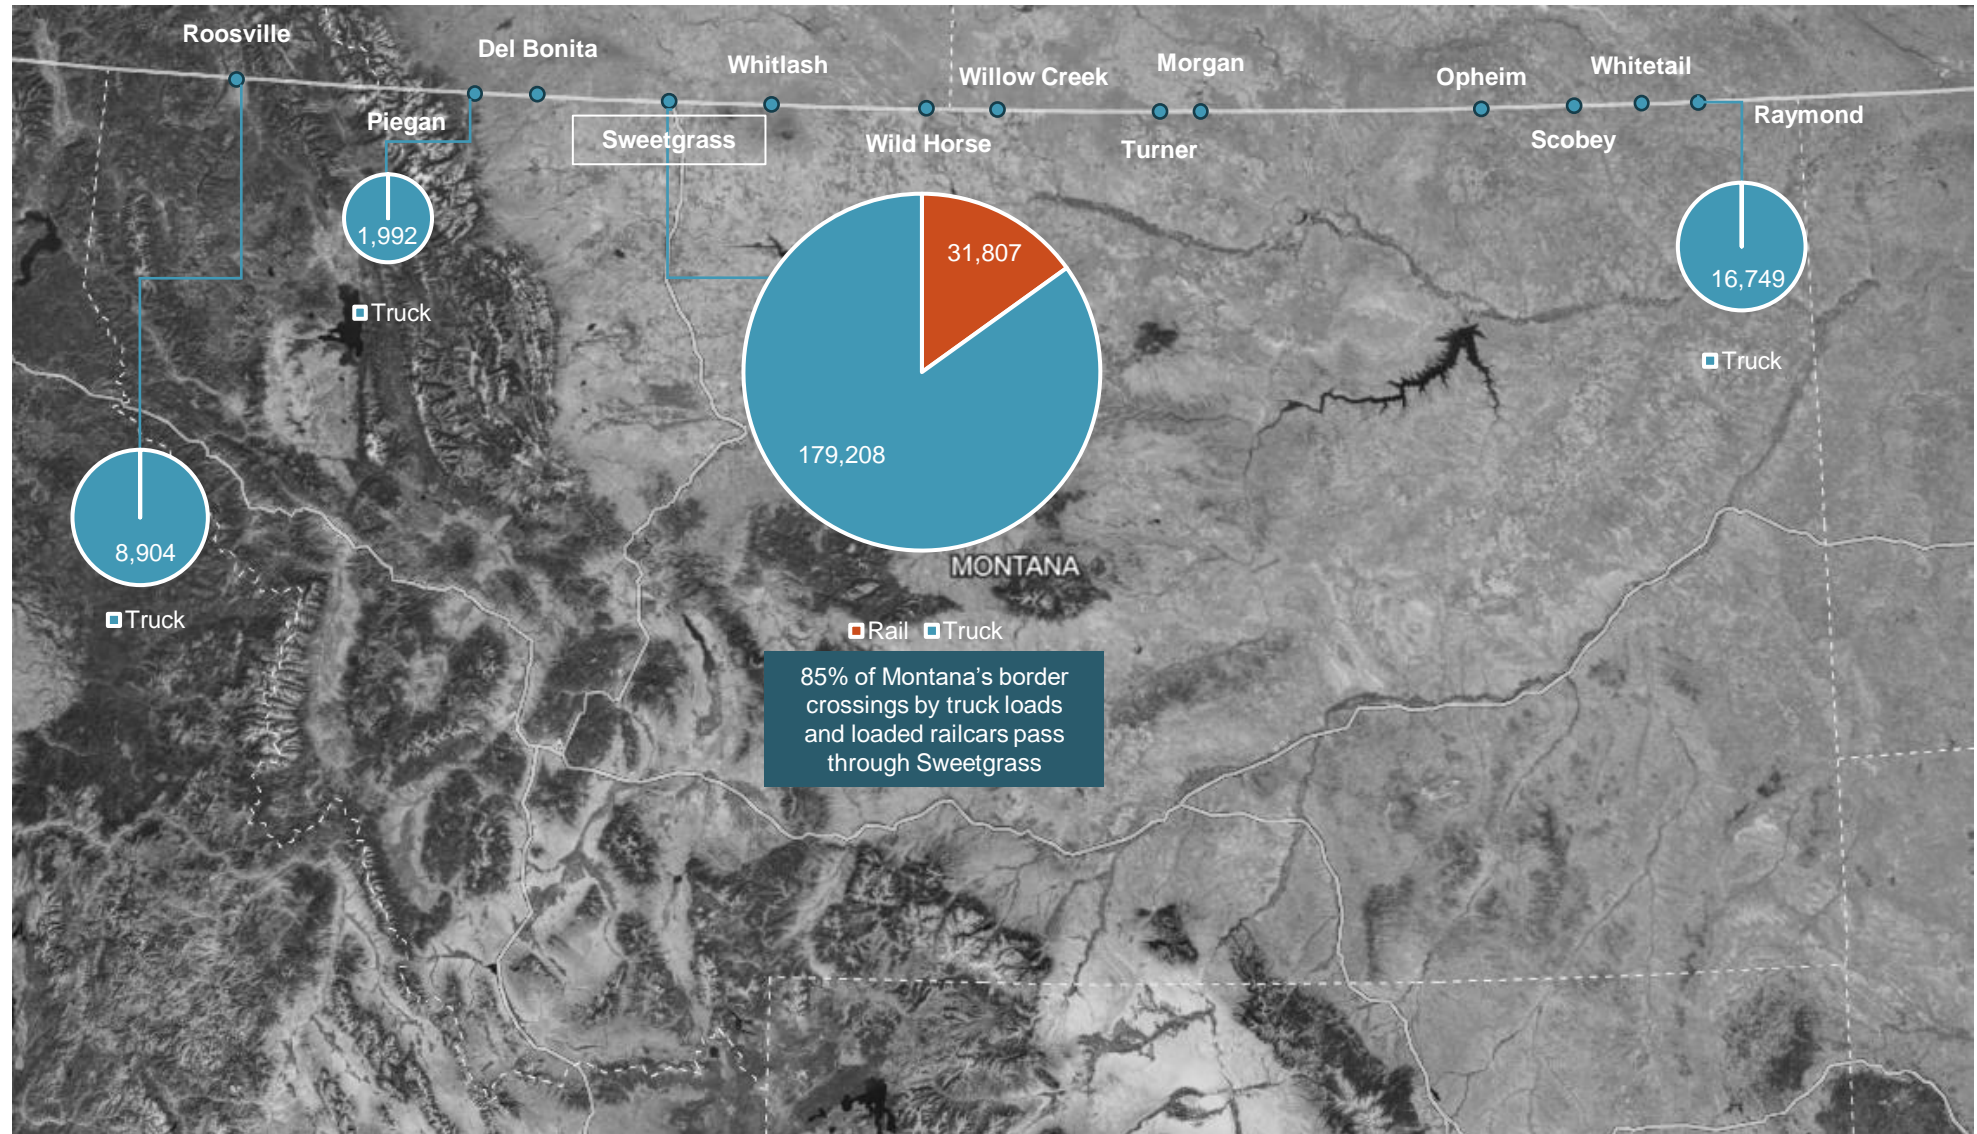 Roosville
Del Bonita
Whitlash
Willow Creek
Morgan
Opheim
Whitetail
Piegan
Sweetgrass
Wild Horse
Turner
Scobey
Raymond
1,992
Truck
31,807
179,208
16,749
Truck
8,904
Truck
MONTANA
Rail Truck
85% of Montana’s border
crossings by truck loads
and loaded railcars pass
through Sweetgrass